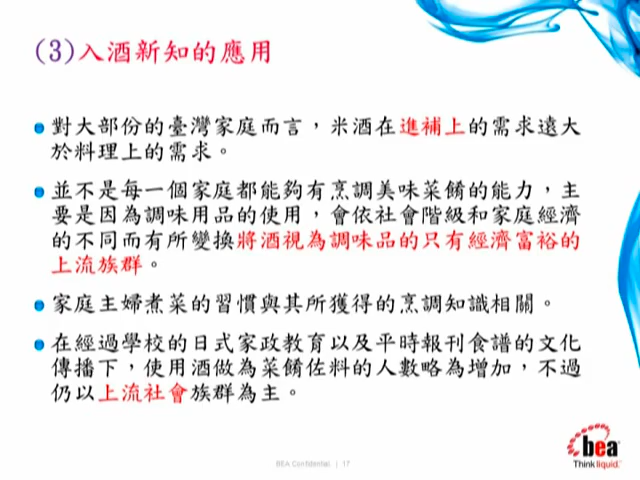 (3)入酒新知的應用
對大部份的臺灣家庭而言，米酒在進補上的需求遠大
於料理上的需求。
並不是每一個家庭都能夠有烹調美味菜餚的能力，主
要是因為調味用品的使用，會依社會階級和家庭經濟
的不同而有所變換將酒視為調味品的只有經濟富裕的
上流族群。
家庭主婦煮菜的習慣與其所獲得的烹調知識相關。
在經過學校的日式家政教育以及平時報刊食譜的文化
傳播下，使用酒做為菜餚佐料的人數略為增加，不過
仍以上流社會族群為主。
bea
Think liquid.
BEA Confidential. | 17